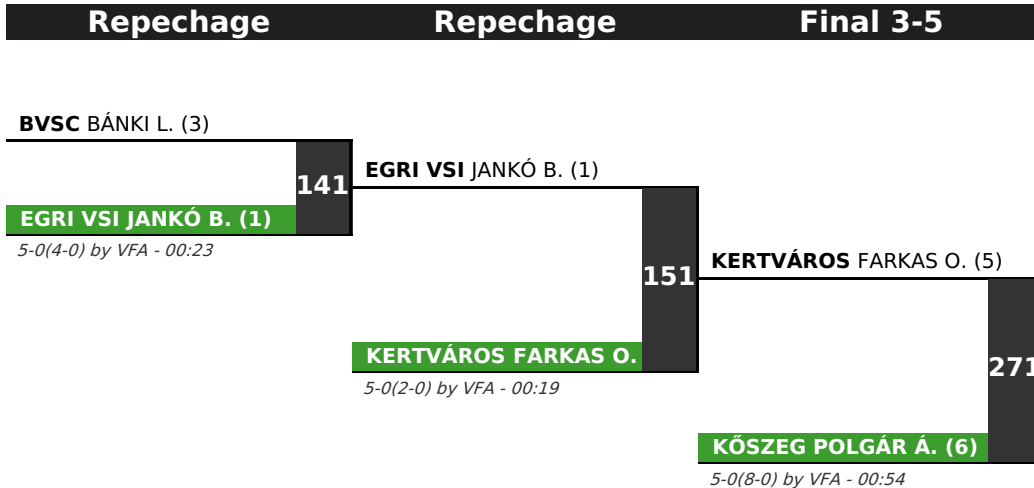 Repechage Repechage Final 3-5
BVSC BÁNKI L. (3)
141
EGRI VSI JANKÓ B. (1)
5-0(4-0) by VFA - 00:23
EGRI VSI JANKÓ B. (1)
151
KERTVÁROS FARKAS O.
5-0(2-0) by VFA - 00:19
KERTVÁROS FARKAS O. (5)
271
KŐSZEG POLGÁR Á. (6)
5-0(8-0) by VFA - 00:54